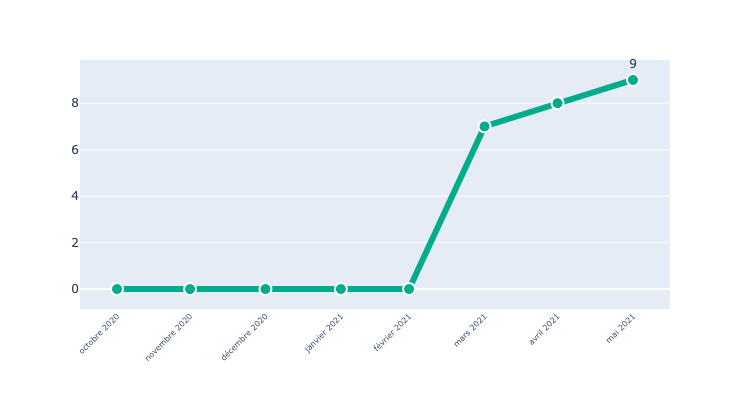 9
8
6
4
2
0
octobre 2020
novembre 2020
décembre 2020
janvier 2021
février 2021
mars 2021
avril 2021
mai 2021